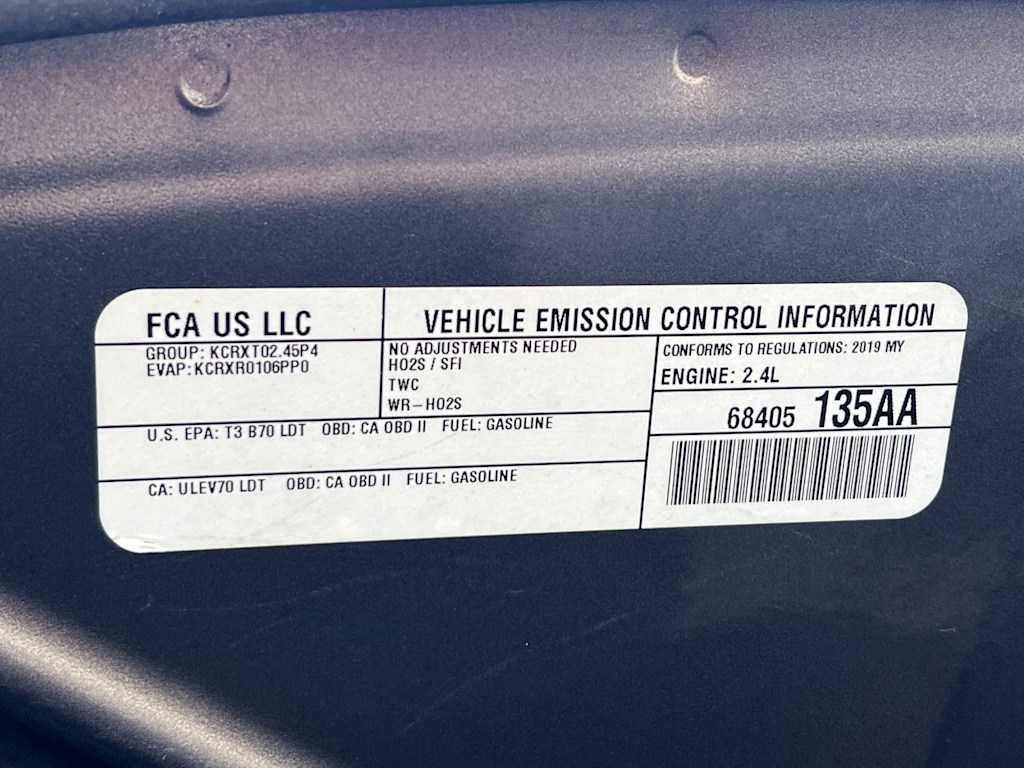 FCA US LLC
VEHICLE EMISSION CONTROL INFORMATION
GROUP: KCRXT02.45P4
EVAP: KCRXR0106PP0
NO ADJUSTMENTS NEEDED
HO2S / SFI
TWC
WR-HO2S
CONFORMS TO REGULATIONS: 2019 MY
ENGINE: 2.4L
68405 135AA
U.S. EPA: T3 B70 LDT OBD: CA OBD II FUEL: GASOLINE
CA: ULEV70 LDT OBD: CA OBD II FUEL: GASOLINE